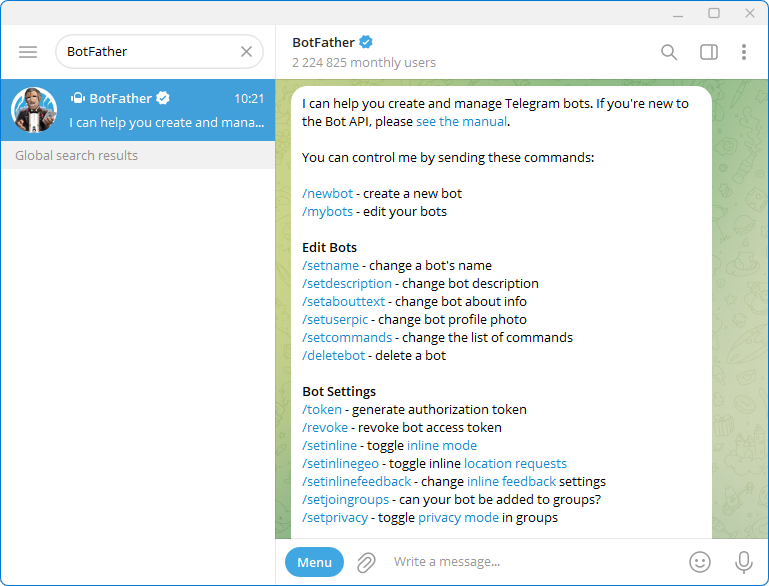 BotFather
BotFather
2 224 825 monthly users
BotFather 10:21
I can help you create and mana...
Global search results
I can help you create and manage Telegram bots. If you're new to
the Bot API, please see the manual.
You can control me by sending these commands:
/newbot - create a new bot
/mybots - edit your bots
Edit Bots
/setname - change a bot's name
/setdescription - change bot description
/setabouttext - change bot about info
/setuserpic - change bot profile photo
/setcommands - change the list of commands
/deletebot - delete a bot
Bot Settings
/token - generate authorization token
/revoke - revoke bot access token
/setinline - toggle inline mode
/setinlinegeo - toggle inline location requests
/setinlinefeedback - change inline feedback settings
/setjoingroups - can your bot be added to groups?
/setprivacy - toggle privacy mode in groups
Menu
Write a message...